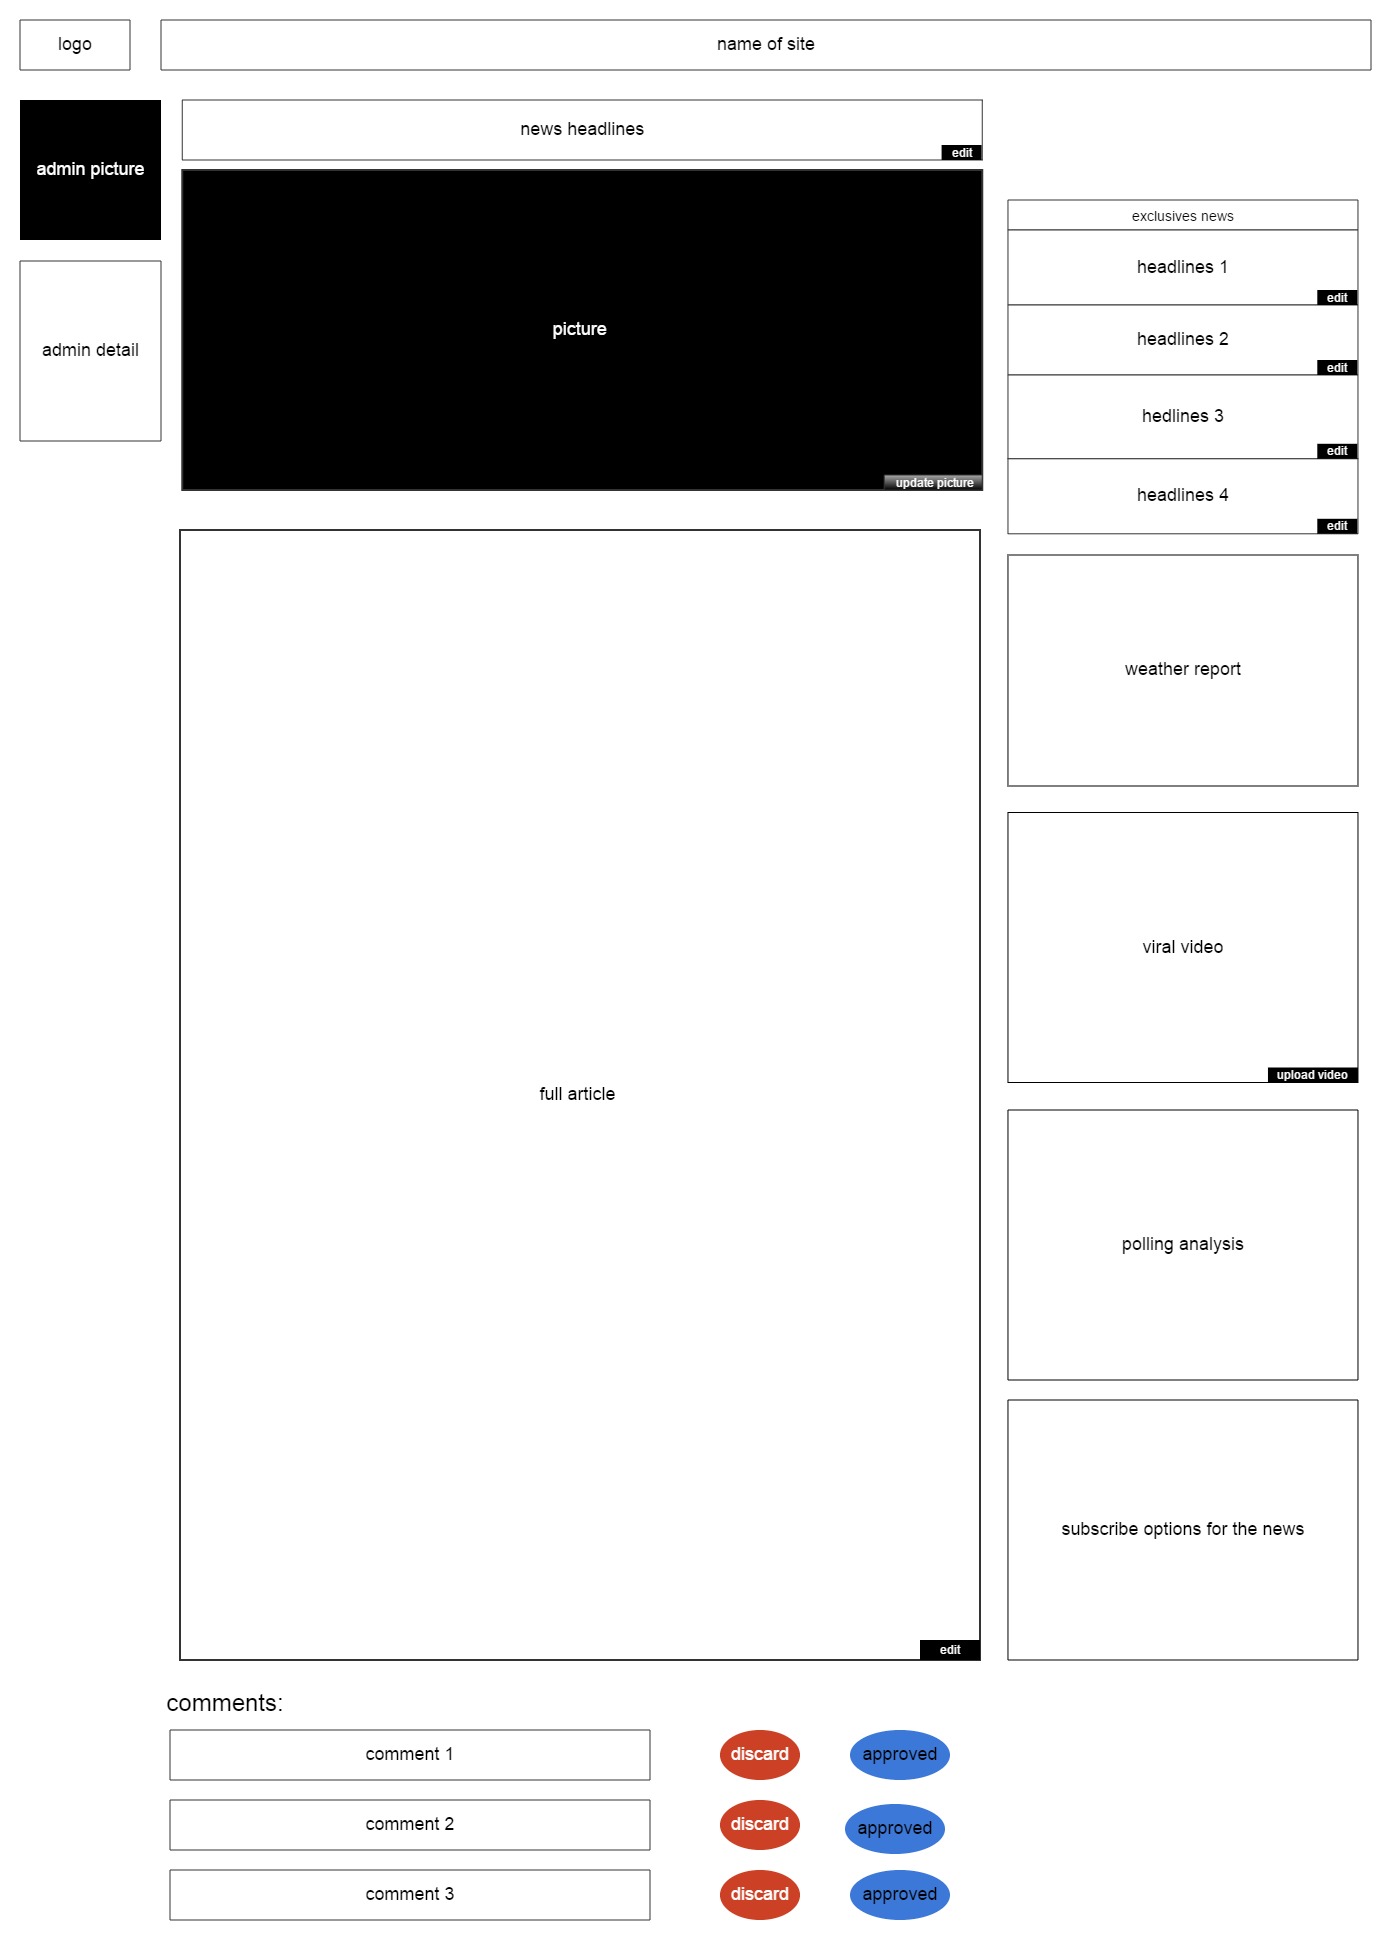 logo
name of site
admin picture
admin detail
news headlines
edit
picture
update picture
full article
edit
exclusives news
headlines 1
edit
headlines 2
edit
hedlines 3
edit
headlines 4
edit
weather report
viral video
upload video
polling analysis
subscribe options for the news
comments:
comment 1
discard
approved
comment 2
discard
approved
comment 3
discard
approved